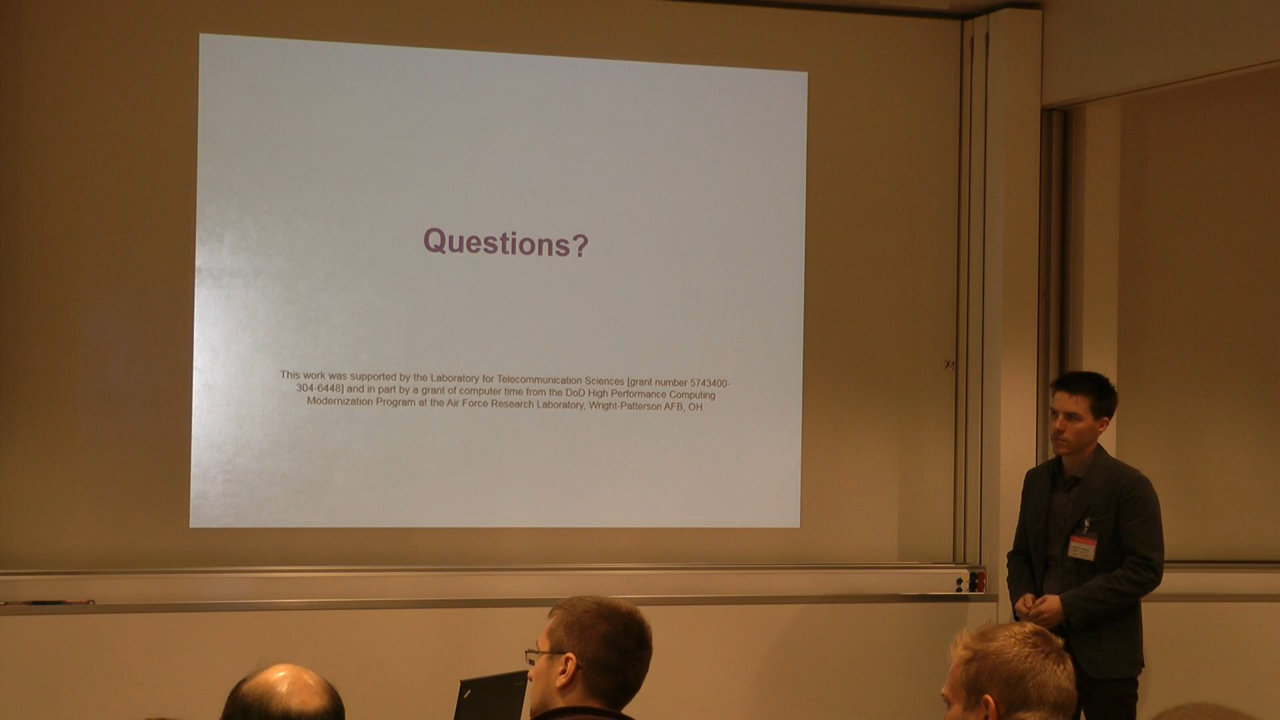 Questions?
This work was supported by the Laboratory for Telecommunication Sciences [grant number 5743400-
304-6448] and in part by a grant of computer time from the DoD High Performance Computing
Modernization Program at the Air Force Research Laboratory, Wright-Patterson AFB, OH